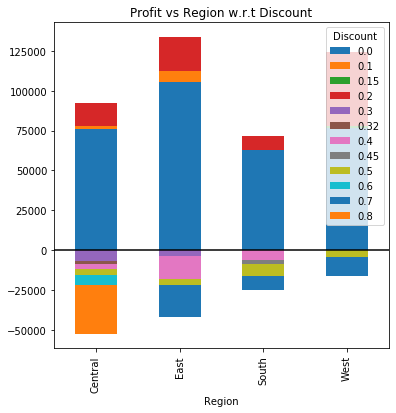 Profit vs Region w.r.t Discount
Discount
0.0
0.1
0.15
0.2
0.3
0.32
0.4
0.45
0.5
0.6
0.7
0.8
125000
100000
75000
50000
25000
0
−25000
−50000
Central
East
South
West
Region